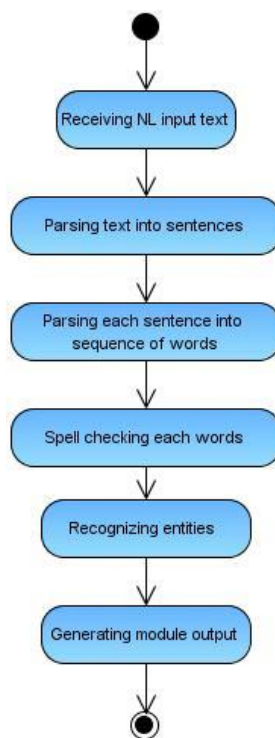 Receiving NL input text
Parsing text into sentences
Parsing each sentence into
sequence of words
Spell checking each words
Recognizing entities
Generating module output